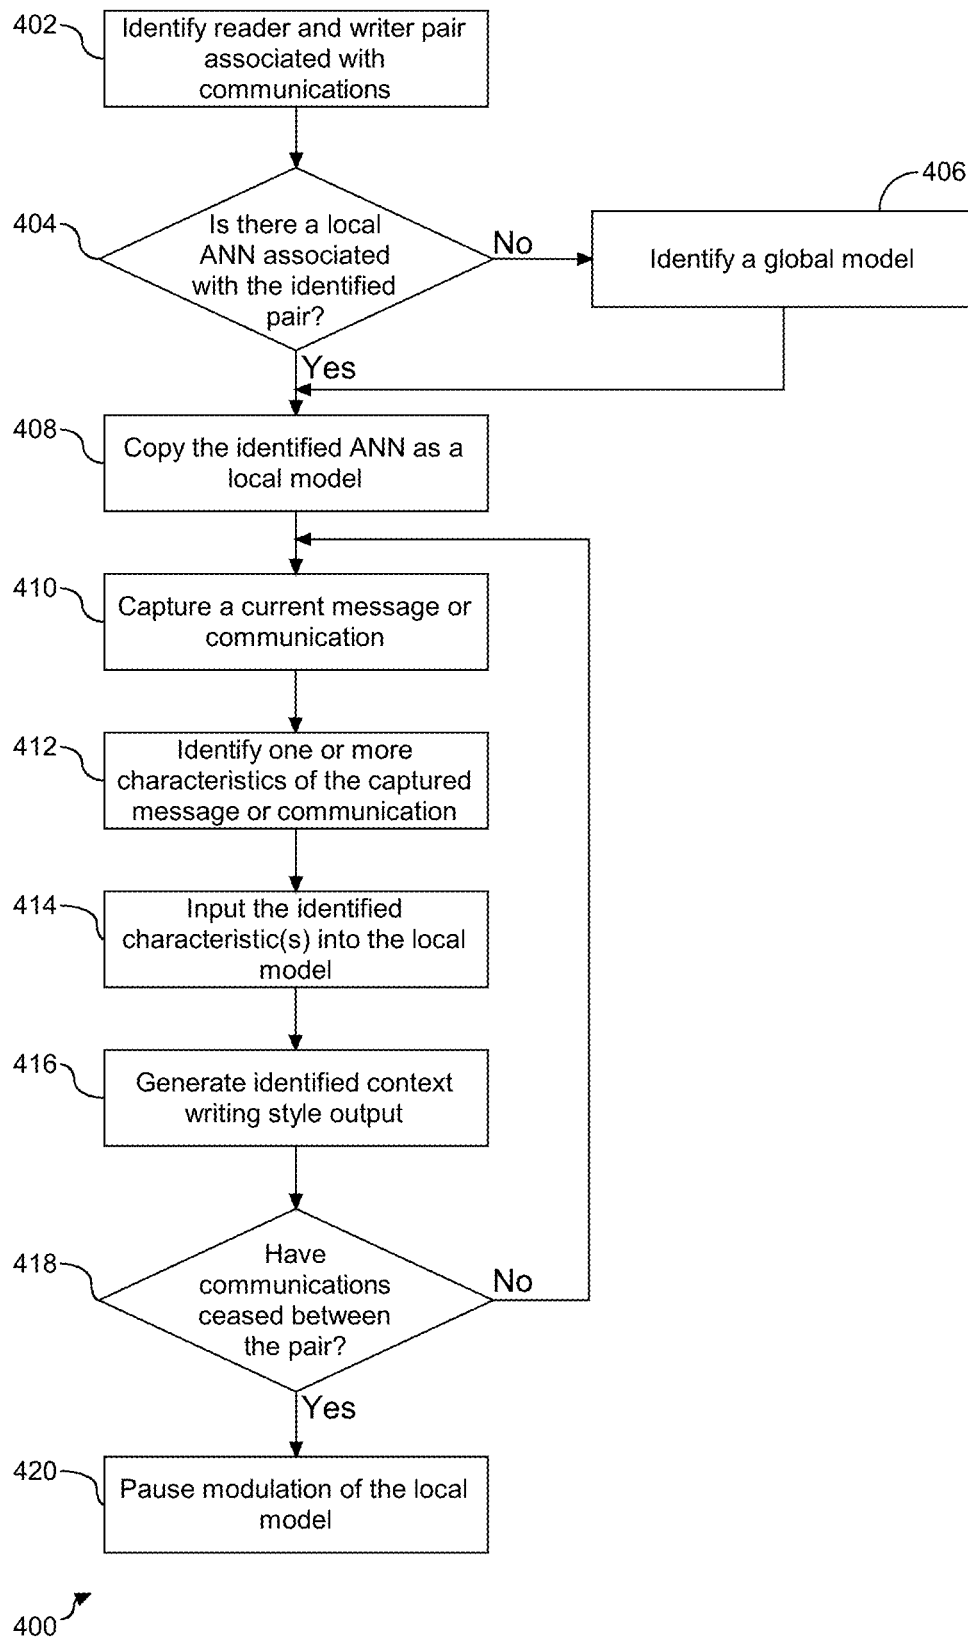 402
Identify reader and writer pair
associated with
communications
406
404
Is there a local
ANN associated
with the identified
pair?
No
Identify a global model
Yes
408
Copy the identified ANN as a
local model
410
Capture a current message or
communication
412
Identify one or more
characteristics of the captured
message or communication
414
Input the identified
characteristic(s) into the local
model
416
Generate identified context
writing style output
418
Have
communications
ceased between
the pair?
No
Yes
420
Pause modulation of the local
model
400